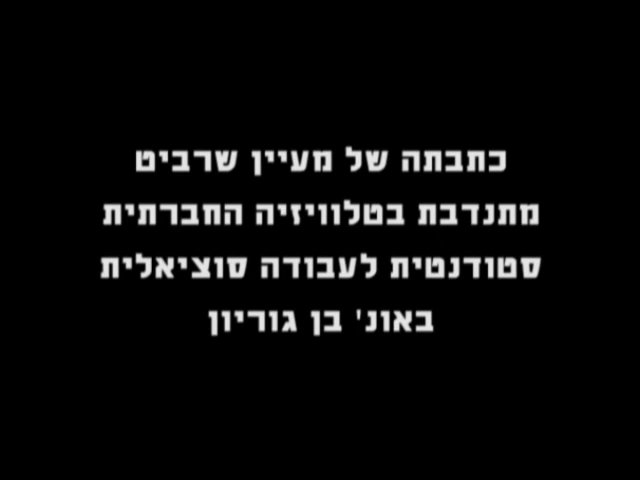 כתבתה של מעיין שרביט
מתנדבת בטלוויזיה החברתית
סטודנטית לעבודה סוציאלית
באונ' בן גוריון